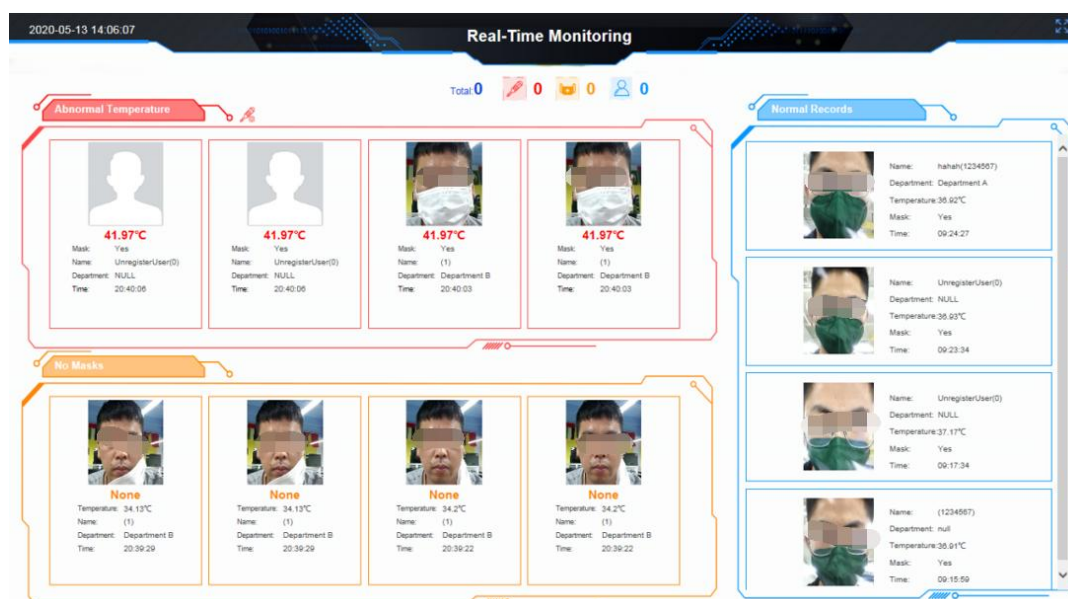 2020-05-13 14:06:07
Real-Time Monitoring
Total:0 0 0 0
Abnormal Temperature
41.97°C
Mask: Yes
Name: UnregisterUser(0)
Department: NULL
Time: 20:40:06
41.97°C
Mask: Yes
Name: UnregisterUser(0)
Department: NULL
Time: 20:40:06
41.97°C
Mask: Yes
Name: (1)
Department: Department B
Time: 20:40:03
41.97°C
Mask: Yes
Name: (1)
Department: Department B
Time: 20:40:03
No Masks
None
Temperature: 34.13°C
Name: (1)
Department: Department B
Time: 20:39:29
None
Temperature: 34.13°C
Name: (1)
Department: Department B
Time: 20:39:29
None
Temperature: 34.2°C
Name: (1)
Department: Department B
Time: 20:39:22
None
Temperature: 34.2°C
Name: (1)
Department: Department B
Time: 20:39:22
Normal Records
Name: hahah(1234567)
Department: Department A
Temperature:36.92°C
Mask: Yes
Time: 09:24:27
Name: UnregisterUser(0)
Department: NULL
Temperature:36.93°C
Mask: Yes
Time: 09:23:34
Name: UnregisterUser(0)
Department: NULL
Temperature:37.17°C
Mask: Yes
Time: 09:17:34
Name: (1234567)
Department: null
Temperature:36.91°C
Mask: Yes
Time: 09:15:59